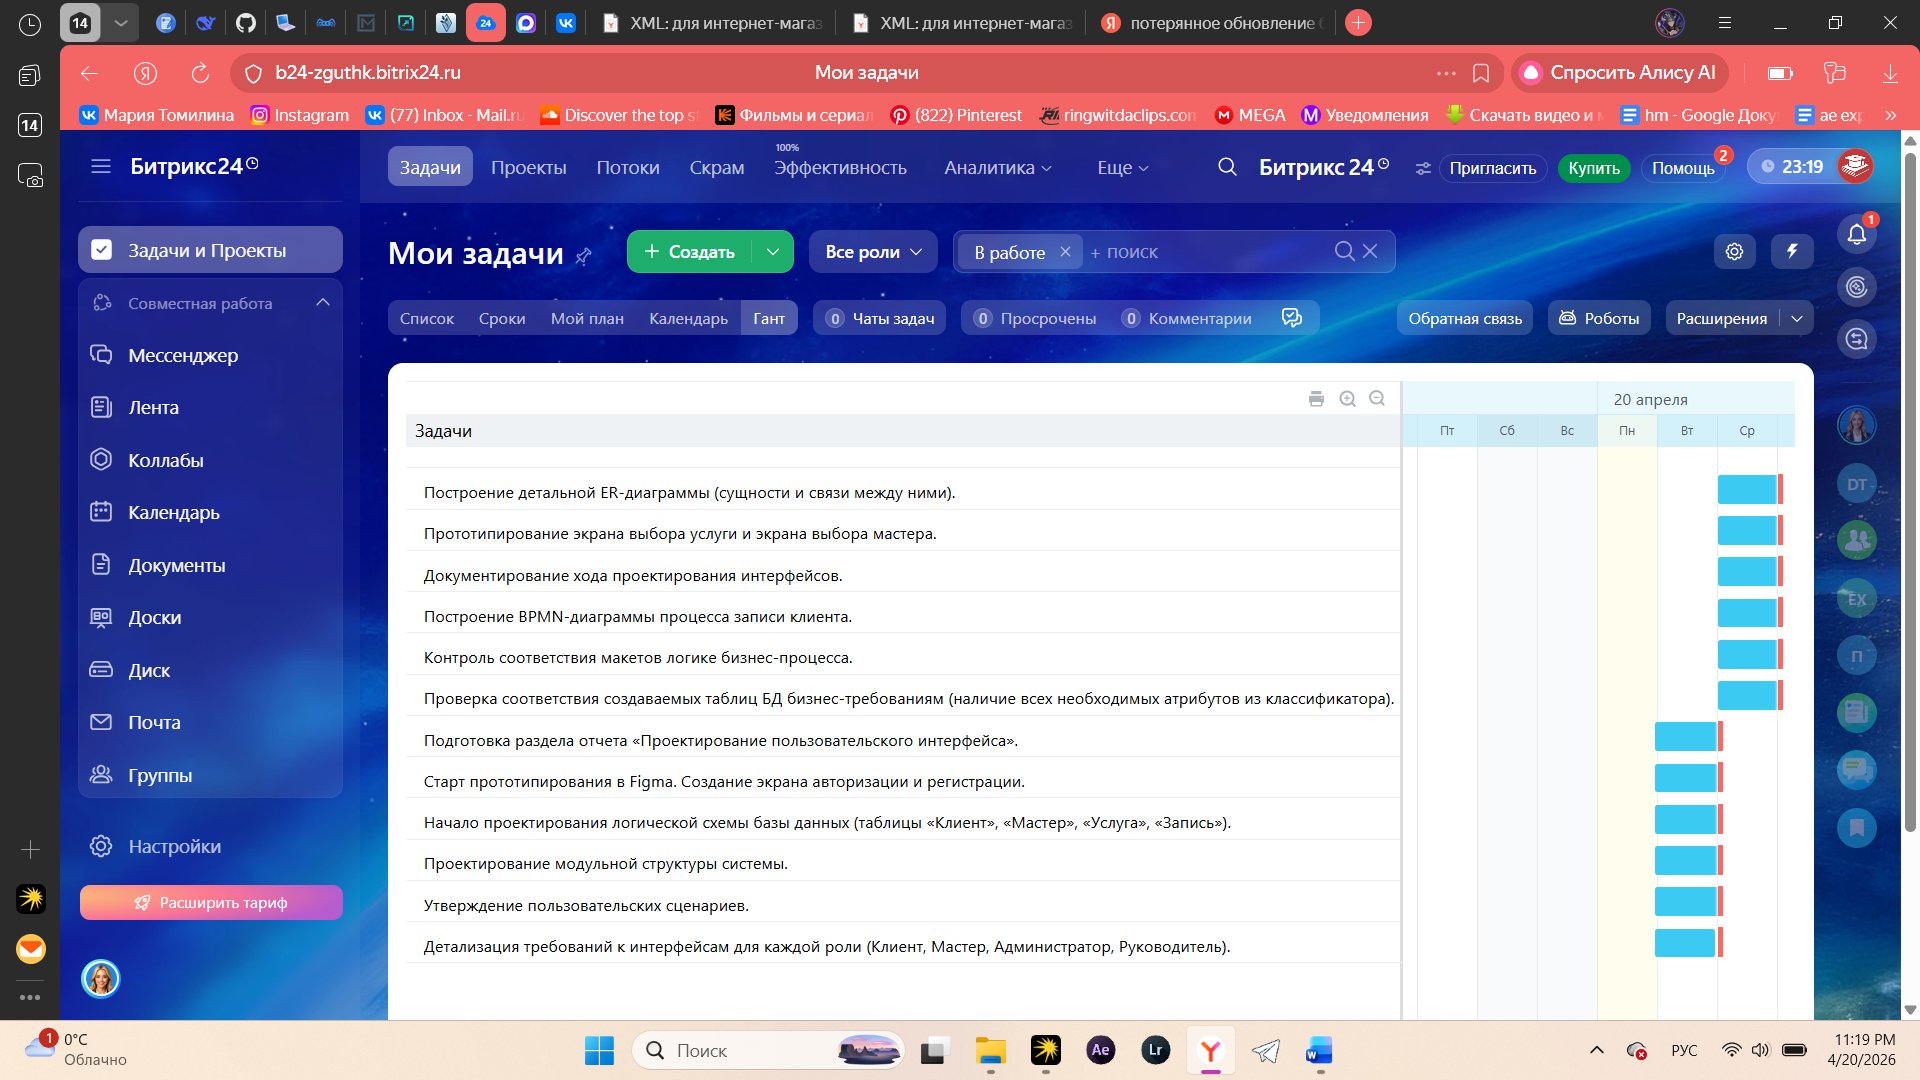 14
XML: для интернет-магаз
XML: для интернет-магаз
потерянное обновление
b24-zguthk.bitrix24.ru
Мои задачи
Спросить Алису AI
14
Мария Томилина
Instagram
(77) Inbox - Mail.ru
Discover the top s
Фильмы и сериал
(822) Pinterest
ringwitdaclips.com
MEGA
Уведомления
Скачать видео и
hm - Google Доку
ae exp
Битрикс24
Задачи
Проекты
Потоки
Скрам
100%
Эффективность
Аналитика
Еще
Битрикс 24
Пригласить
Купить
Помощь
2
23:19
Задачи и Проекты
Совместная работа
Мессенджер
Лента
Коллабы
Календарь
Документы
Доски
Диск
Почта
Группы
Настройки
Расширить тариф
Мои задачи
Создать
Все роли
В работе
+ поиск
1
Список
Сроки
Мой план
Календарь
Гант
0 Чаты задач
0 Просрочены
0 Комментарии
Обратная связь
Роботы
Расширения
20 апреля
Задачи
Пт
Сб
Вс
Пн
Вт
Ср
Построение детальной ER-диаграммы (сущности и связи между ними).
Прототипирование экрана выбора услуги и экрана выбора мастера.
Документирование хода проектирования интерфейсов.
Построение BPMN-диаграммы процесса записи клиента.
Контроль соответствия макетов логике бизнес-процесса.
Проверка соответствия создаваемых таблиц БД бизнес-требованиям (наличие всех необходимых атрибутов из классификатора).
Подготовка раздела отчета «Проектирование пользовательского интерфейса».
Старт прототипирования в Figma. Создание экрана авторизации и регистрации.
Начало проектирования логической схемы базы данных (таблицы «Клиент», «Мастер», «Услуга», «Запись»).
Проектирование модульной структуры системы.
Утверждение пользовательских сценариев.
Детализация требований к интерфейсам для каждой роли (Клиент, Мастер, Администратор, Руководитель).
DT
EX
П
1
0°C
Облачно
Поиск
Ae
Lr
РУС
11:19 PM
4/20/2026